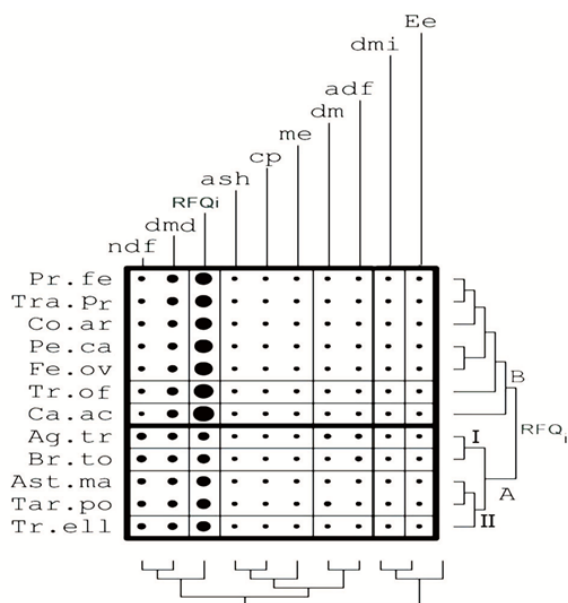 Ee
dmi
adf
dm
me
cp
ash
RFQi
dmd
ndf
Pr.fe
Tra.Pr
Co.ar
Pe.ca
Fe.ov
Tr.of
B
Ca.ac
RFQi
Ag.tr
I
Br.to
Ast.ma
A
Tar.po
II
Tr.ell